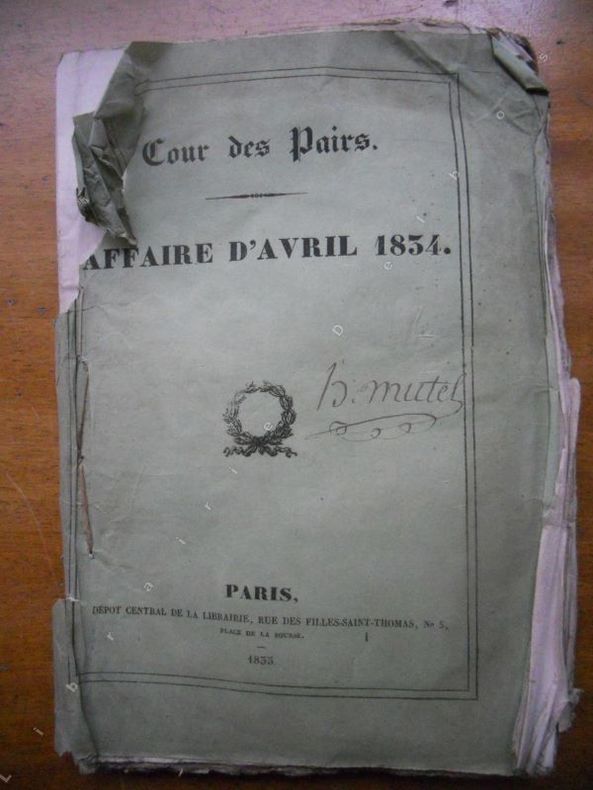 Cour des Pairs.
AFFAIRE D'AVRIL 1834.
h. mutel
PARIS,
DÉPOT CENTRAL DE LA LIBRAIRIE, RUE DES FILLES-SAINT-THOMAS, No 5,
PLACE DE LA BOURSE.
1835